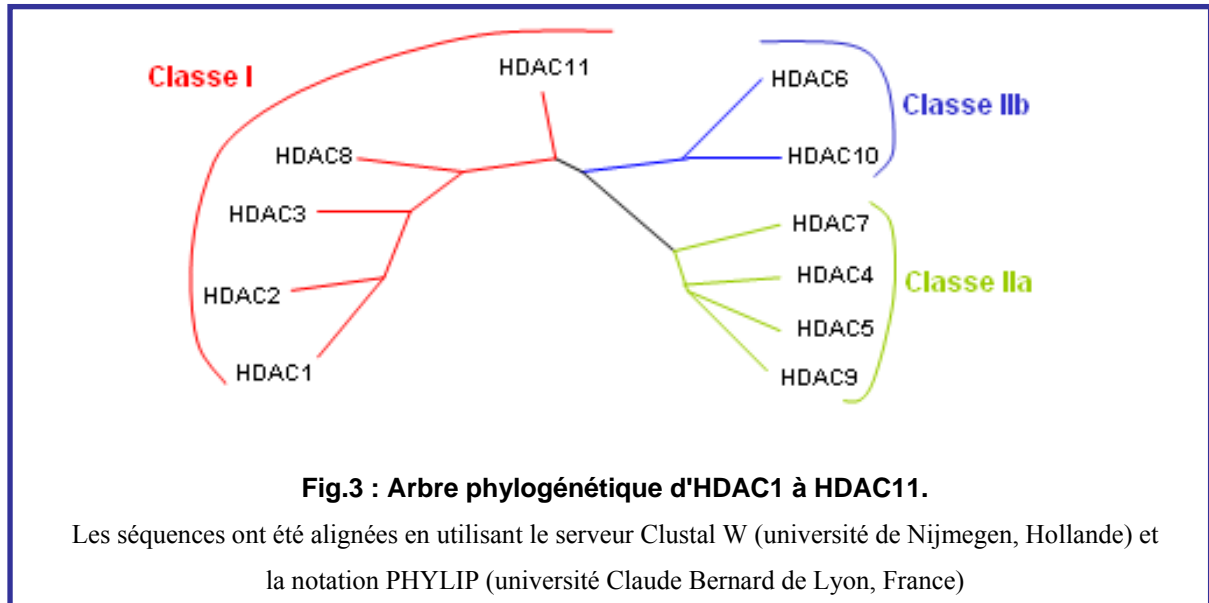 Classe I
HDAC11
HDAC6
Classe IIb
HDAC8
HDAC10
HDAC3
HDAC7
HDAC4
Classe IIa
HDAC2
HDAC5
HDAC1
HDAC9
Fig.3 : Arbre phylogénétique d'HDAC1 à HDAC11.
Les séquences ont été alignées en utilisant le serveur Clustal W (université de Nijmegen, Hollande) et
la notation PHYLIP (université Claude Bernard de Lyon, France)